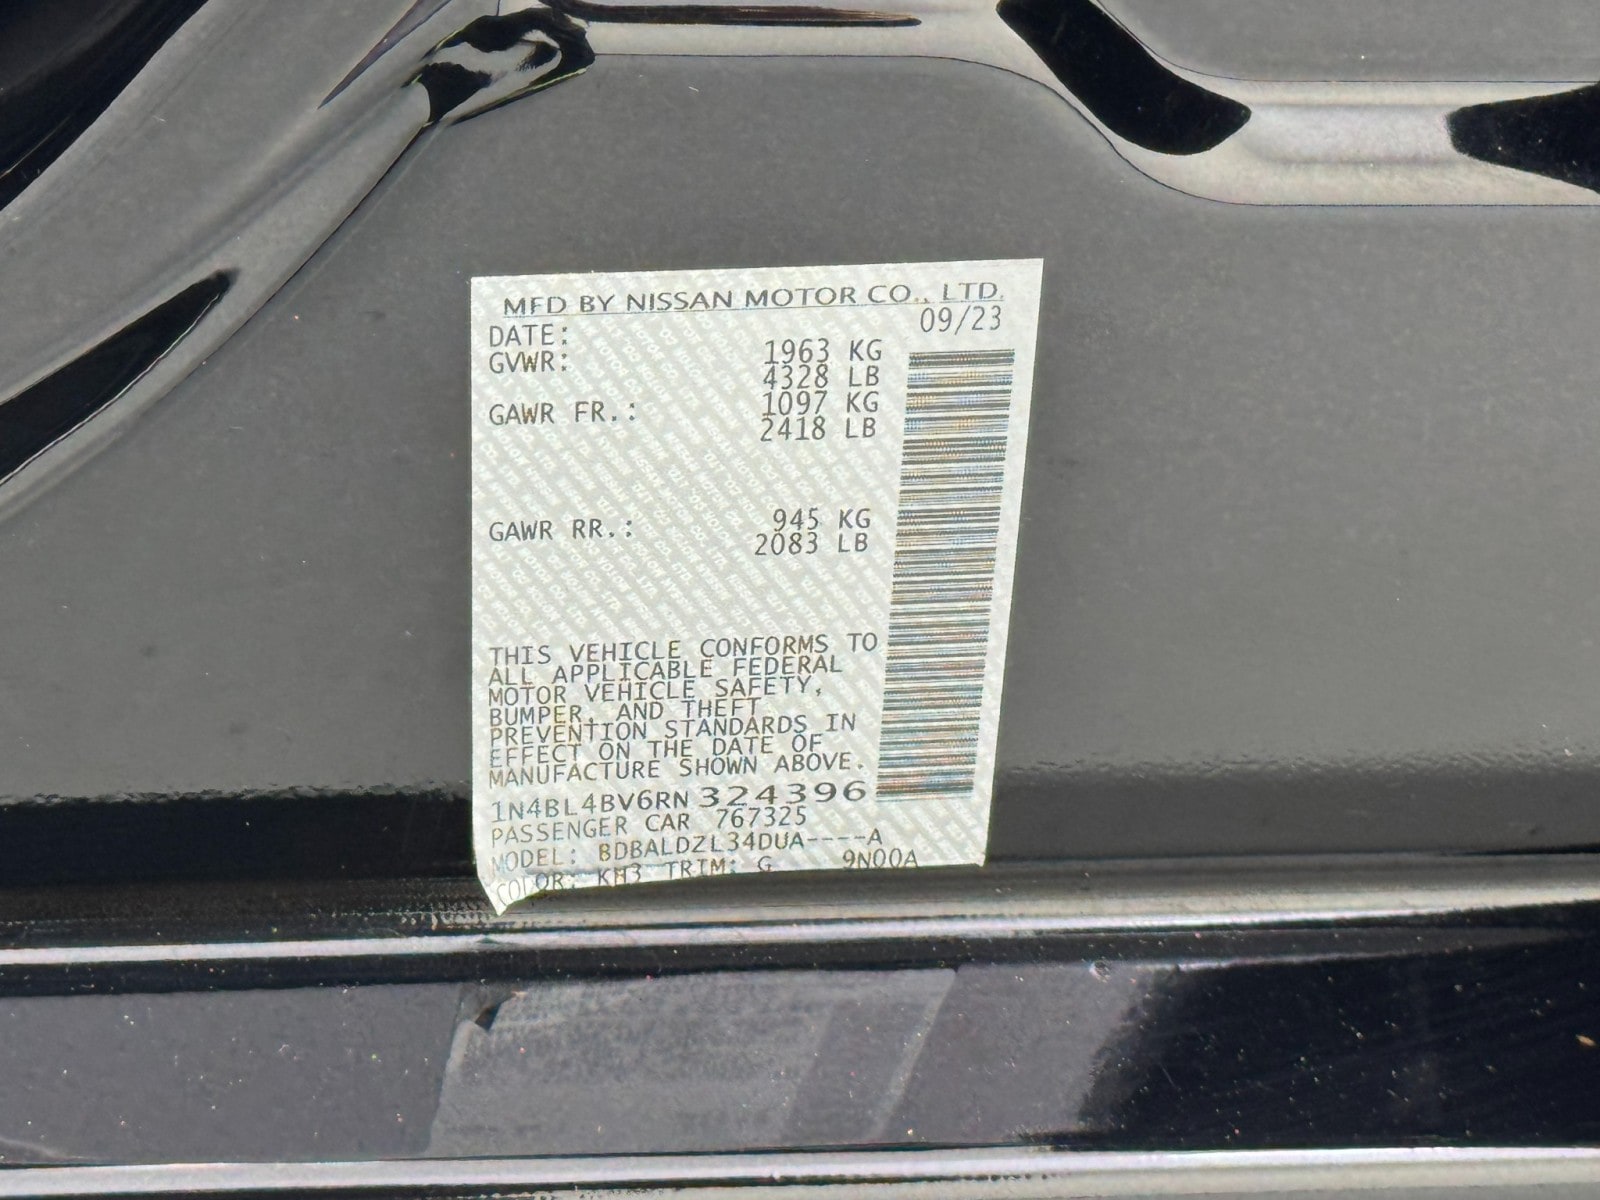 MFD BY NISSAN MOTOR CO., LTD.
DATE: 09/23
GVWR: 1963 KG
4328 LB
GAWR FR.: 1097 KG
2418 LB
GAWR RR.: 945 KG
2083 LB
THIS VEHICLE CONFORMS TO
ALL APPLICABLE FEDERAL
MOTOR VEHICLE SAFETY,
BUMPER, AND THEFT
PREVENTION STANDARDS IN
EFFECT ON THE DATE OF
MANUFACTURE SHOWN ABOVE.
1N4BL4BV6RN324396
PASSENGER CAR 767325
MODEL: BDBALDZL34DUA----A
COLOR: KH3 TRIM: G 9N00A